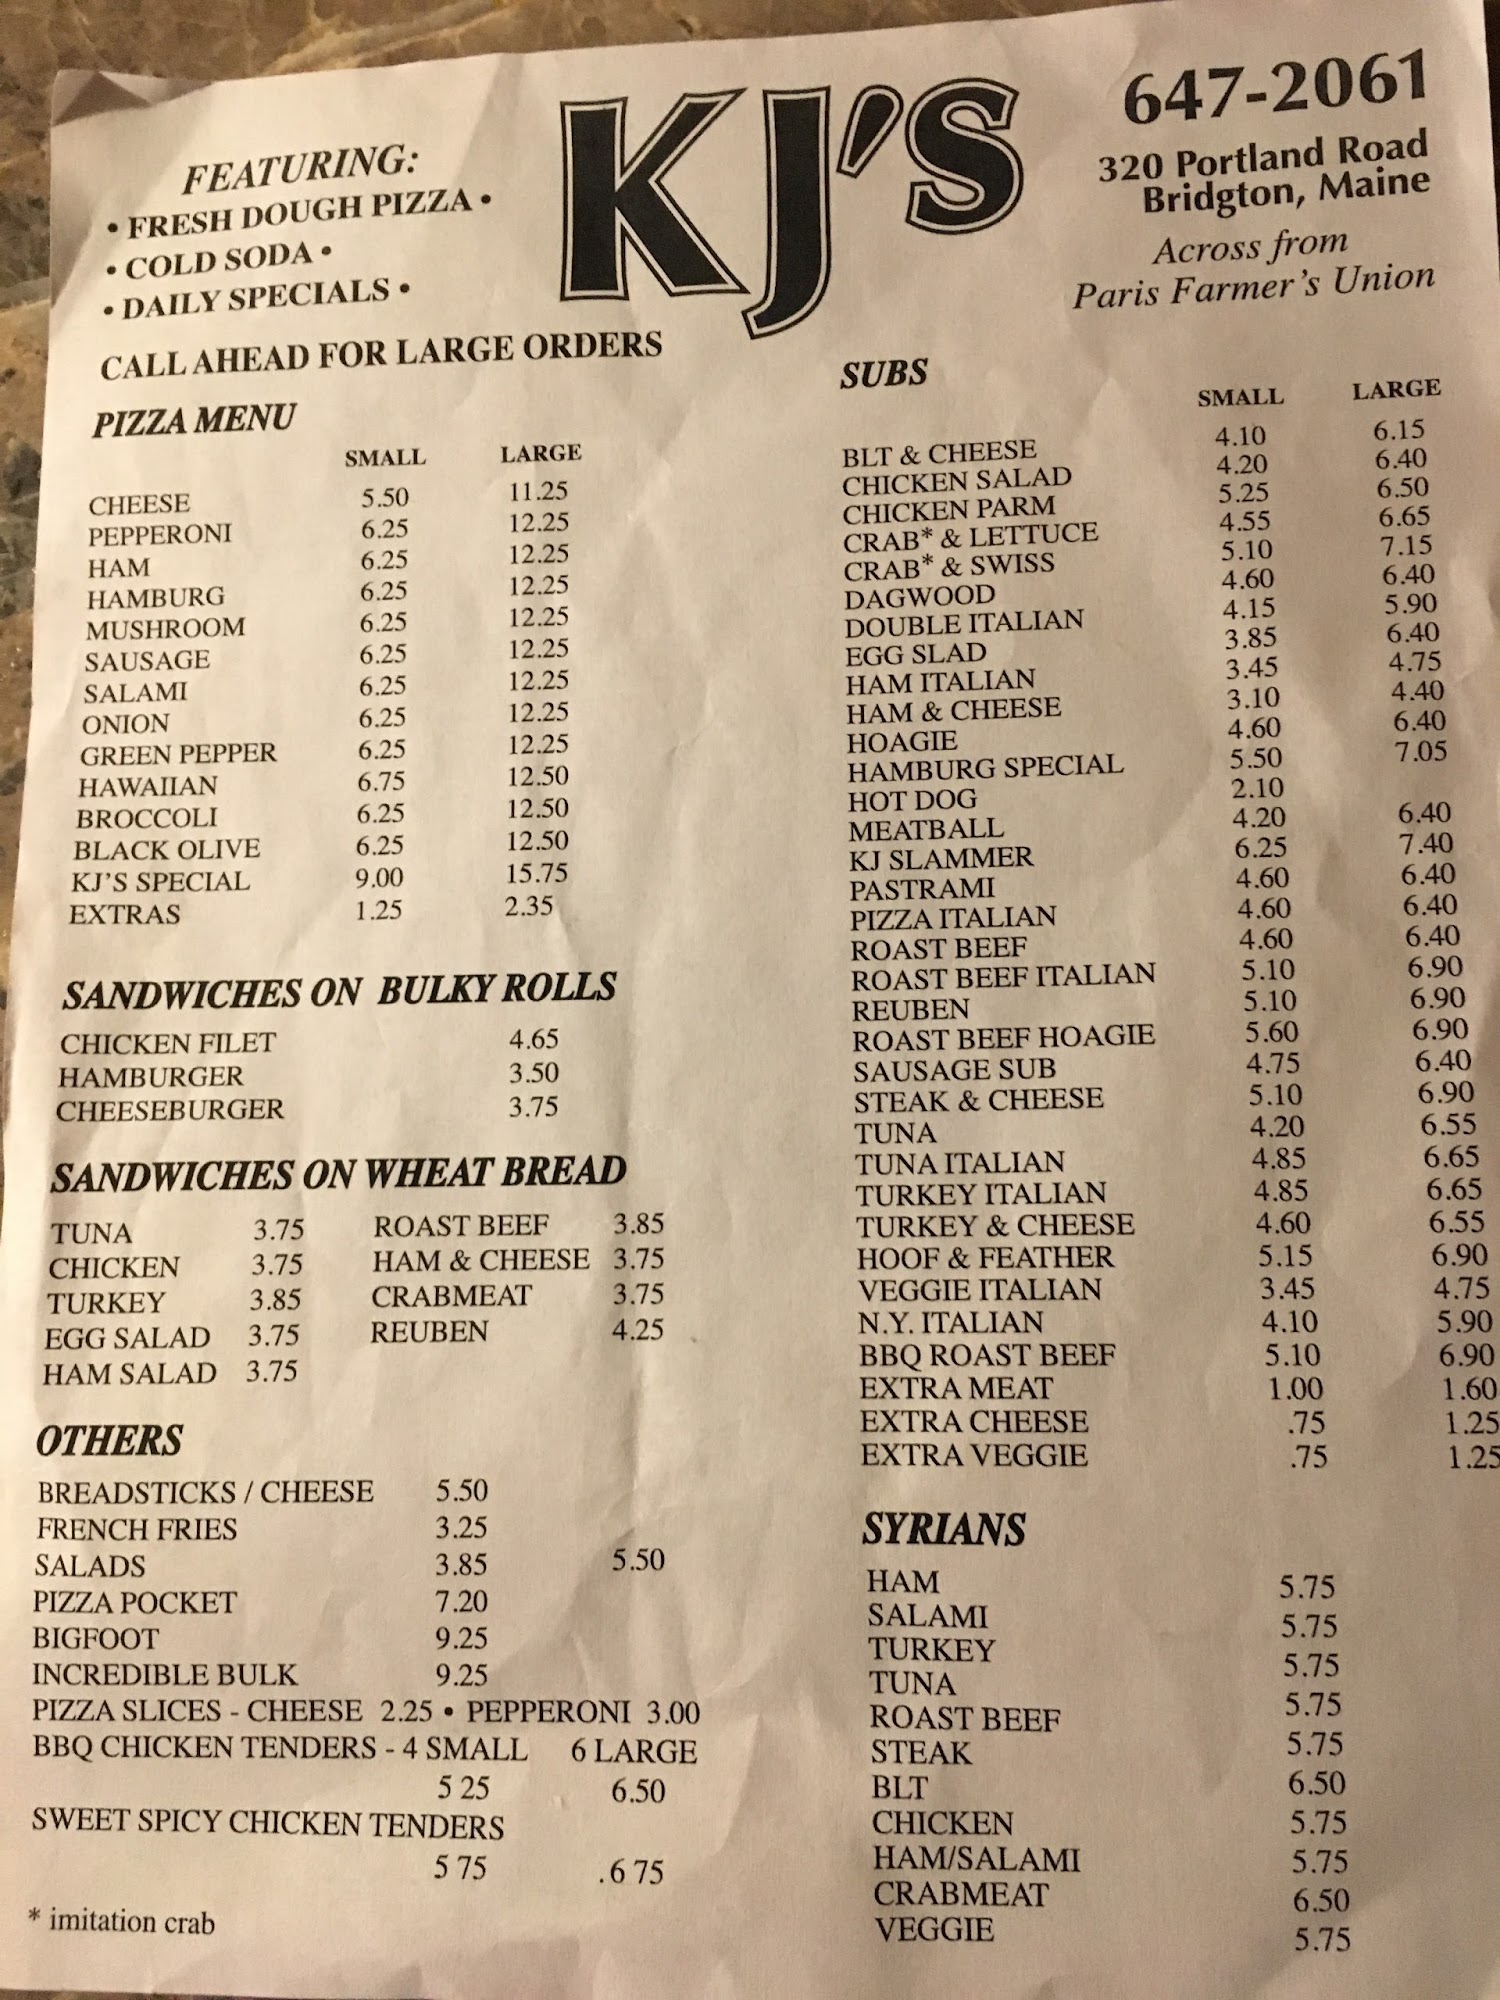 FEATURING:
• FRESH DOUGH PIZZA •
• COLD SODA •
• DAILY SPECIALS •
CALL AHEAD FOR LARGE ORDERS
KJ'S
647-2061
320 Portland Road
Bridgton, Maine
Across from
Paris Farmer's Union
PIZZA MENU
SMALL LARGE
CHEESE 5.50 11.25
PEPPERONI 6.25 12.25
HAM 6.25 12.25
HAMBURG 6.25 12.25
MUSHROOM 6.25 12.25
SAUSAGE 6.25 12.25
SALAMI 6.25 12.25
ONION 6.25 12.25
GREEN PEPPER 6.25 12.25
HAWAIIAN 6.75 12.50
BROCCOLI 6.25 12.50
BLACK OLIVE 6.25 12.50
KJ'S SPECIAL 9.00 15.75
EXTRAS 1.25 2.35
SANDWICHES ON BULKY ROLLS
CHICKEN FILET 4.65
HAMBURGER 3.50
CHEESEBURGER 3.75
SANDWICHES ON WHEAT BREAD
TUNA 3.75 ROAST BEEF 3.85
CHICKEN 3.75 HAM & CHEESE 3.75
TURKEY 3.85 CRABMEAT 3.75
EGG SALAD 3.75 REUBEN 4.25
HAM SALAD 3.75
OTHERS
BREADSTICKS / CHEESE 5.50
FRENCH FRIES 3.25
SALADS 3.85 5.50
PIZZA POCKET 7.20
BIGFOOT 9.25
INCREDIBLE BULK 9.25
PIZZA SLICES - CHEESE 2.25 • PEPPERONI 3.00
BBQ CHICKEN TENDERS - 4 SMALL 6 LARGE
5 25 6.50
SWEET SPICY CHICKEN TENDERS
5 75 .6 75
* imitation crab
SUBS
SMALL LARGE
BLT & CHEESE 4.10 6.15
CHICKEN SALAD 4.20 6.40
CHICKEN PARM 5.25 6.50
CRAB* & LETTUCE 4.55 6.65
CRAB* & SWISS 5.10 7.15
DAGWOOD 4.60 6.40
DOUBLE ITALIAN 4.15 5.90
EGG SLAD 3.85 6.40
HAM ITALIAN 3.45 4.75
HAM & CHEESE 3.10 4.40
HOAGIE 4.60 6.40
HAMBURG SPECIAL 5.50 7.05
HOT DOG 2.10
MEATBALL 4.20 6.40
KJ SLAMMER 6.25 7.40
PASTRAMI 4.60 6.40
PIZZA ITALIAN 4.60 6.40
ROAST BEEF 4.60 6.40
ROAST BEEF ITALIAN 5.10 6.90
REUBEN 5.10 6.90
ROAST BEEF HOAGIE 5.60 6.90
SAUSAGE SUB 4.75 6.40
STEAK & CHEESE 5.10 6.90
TUNA 4.20 6.55
TUNA ITALIAN 4.85 6.65
TURKEY ITALIAN 4.85 6.65
TURKEY & CHEESE 4.60 6.55
HOOF & FEATHER 5.15 6.90
VEGGIE ITALIAN 3.45 4.75
N.Y. ITALIAN 4.10 5.90
BBQ ROAST BEEF 5.10 6.90
EXTRA MEAT 1.00 1.60
EXTRA CHEESE .75 1.25
EXTRA VEGGIE .75 1.25
SYRIANS
HAM 5.75
SALAMI 5.75
TURKEY 5.75
TUNA 5.75
ROAST BEEF 5.75
STEAK 6.50
BLT 5.75
CHICKEN 5.75
HAM/SALAMI 6.50
CRABMEAT 5.75
VEGGIE